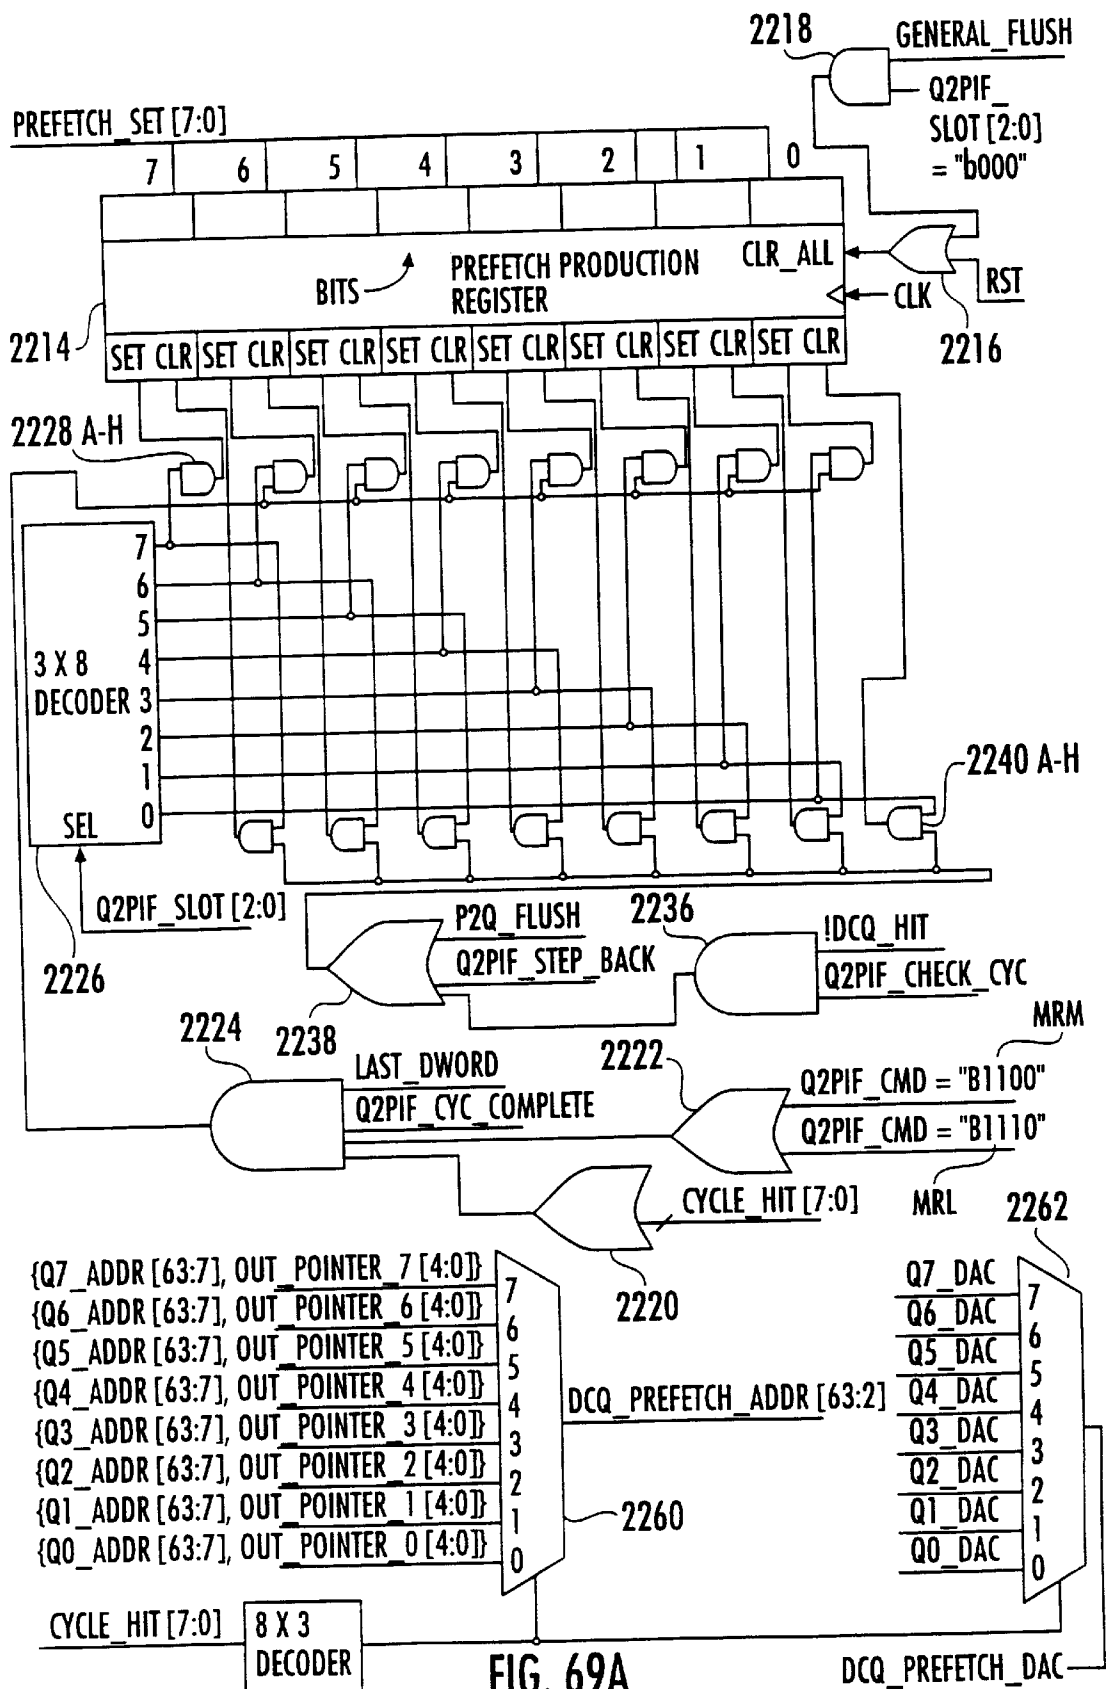 2218
GENERAL_FLUSH
Q2PIF_
SLOT [2:0]
= "b000"
PREFETCH_SET [7:0]
7 6 5 4 3 2 1 0
BITS
PREFETCH PRODUCTION
REGISTER
CLR_ALL
CLK
RST
2214
2216
SET CLR SET CLR SET CLR SET CLR SET CLR SET CLR SET CLR SET CLR
2228 A-H
3 X 8
DECODER
7
6
5
4
3
2
1
0
SEL
2240 A-H
Q2PIF_SLOT [2:0]
2226
P2Q_FLUSH
Q2PIF_STEP_BACK
2238
2236
!DCQ_HIT
Q2PIF_CHECK_CYC
2224
LAST_DWORD
Q2PIF_CYC_COMPLETE
2222
MRM
Q2PIF_CMD = "B1100"
Q2PIF_CMD = "B1110"
MRL
CYCLE_HIT [7:0]
2220
{Q7_ADDR [63:7], OUT_POINTER_7 [4:0]} 7
{Q6_ADDR [63:7], OUT_POINTER_6 [4:0]} 6
{Q5_ADDR [63:7], OUT_POINTER_5 [4:0]} 5
{Q4_ADDR [63:7], OUT_POINTER_4 [4:0]} 4
{Q3_ADDR [63:7], OUT_POINTER_3 [4:0]} 3
{Q2_ADDR [63:7], OUT_POINTER_2 [4:0]} 2
{Q1_ADDR [63:7], OUT_POINTER_1 [4:0]} 1
{Q0_ADDR [63:7], OUT_POINTER_0 [4:0]} 0
DCQ_PREFETCH_ADDR [63:2]
2260
2262
Q7_DAC 7
Q6_DAC 6
Q5_DAC 5
Q4_DAC 4
Q3_DAC 3
Q2_DAC 2
Q1_DAC 1
Q0_DAC 0
CYCLE_HIT [7:0]
8 X 3
DECODER
DCQ_PREFETCH_DAC
FIG. 69A